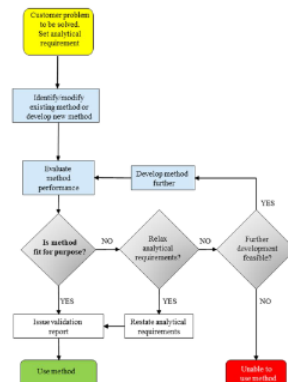 Customer problem
to be solved.
Set analytical
requirement
Identify/modify
existing method or
develop new method
Evaluate
method
performance
Develop method
further
YES
Is method
fit for purpose?
NO
Relax
analytical
requirements?
NO
Further
development
feasible?
YES
YES
NO
Issue validation
report
Restate analytical
requirements
Use method
Unable to
use method